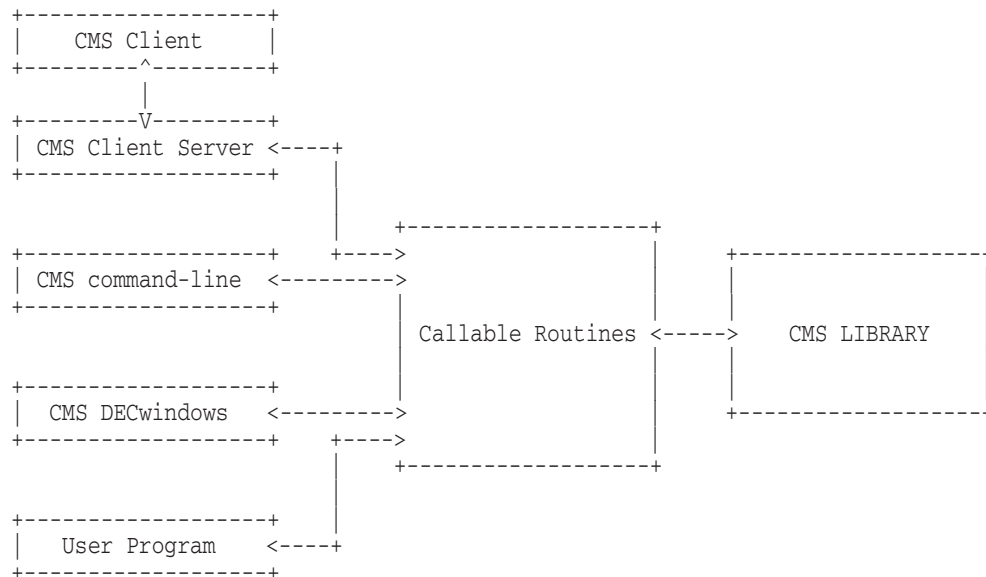 CMS Client
CMS Client Server
CMS command-line
Callable Routines
CMS LIBRARY
CMS DECwindows
User Program